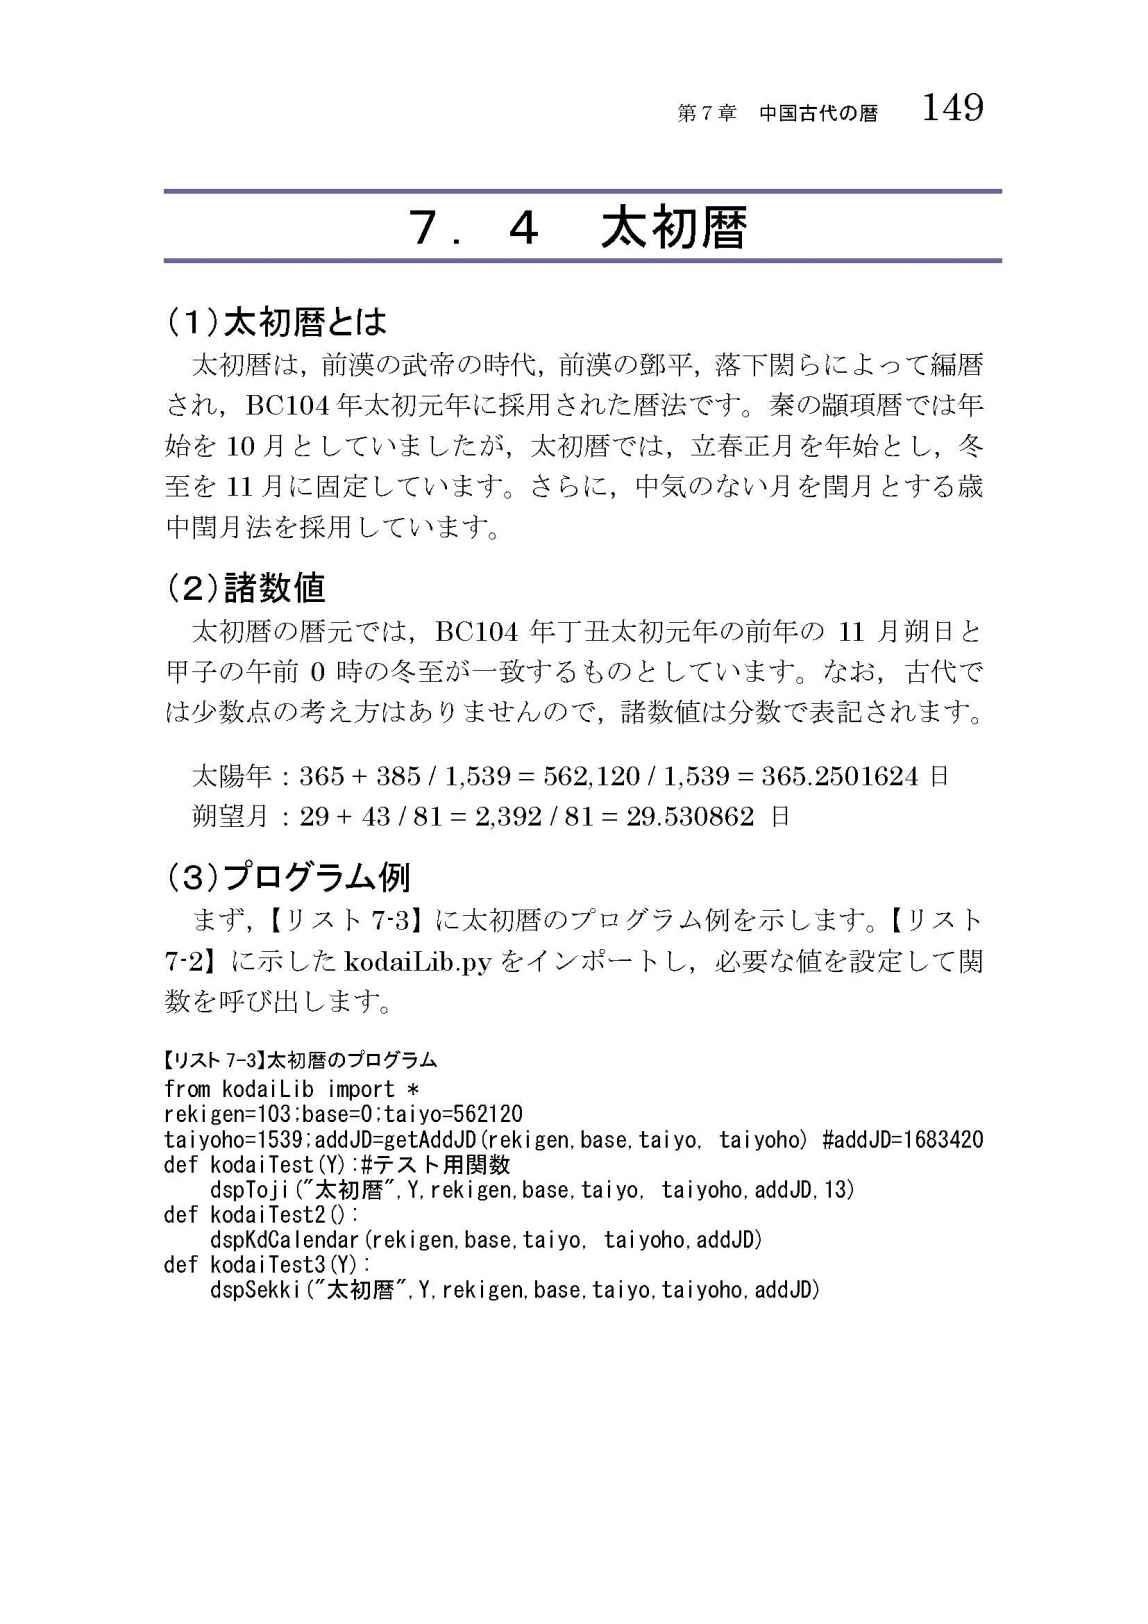 第７章　中国古代の暦　149
７．４　太初暦
（１）太初暦とは
太初暦は，前漢の武帝の時代，前漢の鄧平，落下閎らによって編暦
され，BC104 年太初元年に採用された暦法です。秦の顓頊暦では年
始を 10 月としていましたが，太初暦では，立春正月を年始とし，冬
至を 11 月に固定しています。さらに，中気のない月を閏月とする歳
中閏月法を採用しています。
（２）諸数値
太初暦の暦元では，BC104 年丁丑太初元年の前年の 11 月朔日と
甲子の午前 0 時の冬至が一致するものとしています。なお，古代で
は少数点の考え方はありませんので，諸数値は分数で表記されます。
太陽年：365 + 385 / 1,539 = 562,120 / 1,539 = 365.2501624 日
朔望月：29 + 43 / 81 = 2,392 / 81 = 29.530862 日
（３）プログラム例
まず，【リスト 7-3】に太初暦のプログラム例を示します。【リスト
7-2】に示した kodaiLib.py をインポートし，必要な値を設定して関
数を呼び出します。
【リスト 7-3】太初暦のプログラム
from kodaiLib import *
rekigen=103;base=0;taiyo=562120
taiyoho=1539;addJD=getAddJD(rekigen,base,taiyo, taiyoho) #addJD=1683420
def kodaiTest(Y):#テスト用関数
    dspToji("太初暦",Y,rekigen,base,taiyo, taiyoho,addJD,13)
def kodaiTest2():
    dspKdCalendar(rekigen,base,taiyo, taiyoho,addJD)
def kodaiTest3(Y):
    dspSekki("太初暦",Y,rekigen,base,taiyo,taiyoho,addJD)